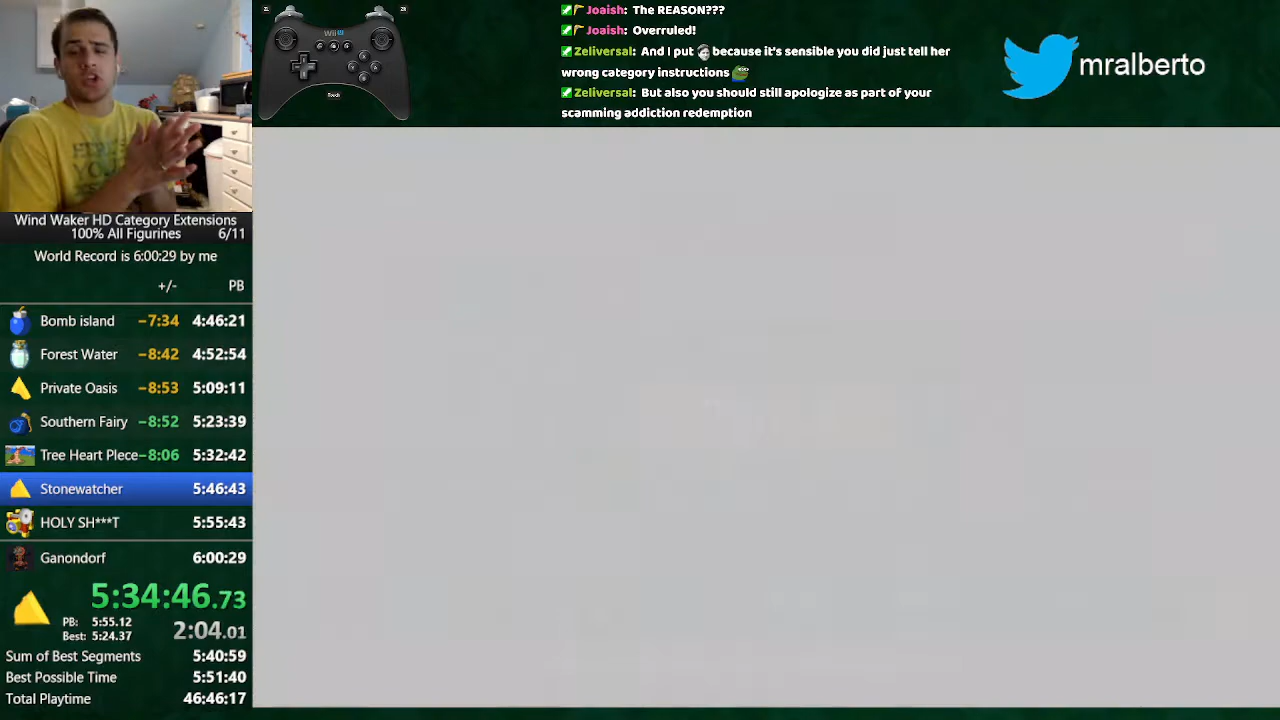 ZL
ZR
Wii U
Joaish: The REASON???
Joaish: Overruled!
Zeliversal: And I put because it's sensible you did just tell her
wrong category instructions
Zeliversal: But also you should still apologize as part of your
scamming addiction redemption
mralberto
Wind Waker HD Category Extensions
100% All Figurines 6/11
World Record is 6:00:29 by me
+/- PB
Bomb island -7:34 4:46:21
Forest Water -8:42 4:52:54
Private Oasis -8:53 5:09:11
Southern Fairy -8:52 5:23:39
Tree Heart Piece -8:06 5:32:42
Stonewatcher 5:46:43
HOLY SH***T 5:55:43
Ganondorf 6:00:29
5:34:46.73
PB: 5:55.12
Best: 5:24.37
2:04.01
Sum of Best Segments 5:40:59
Best Possible Time 5:51:40
Total Playtime 46:46:17